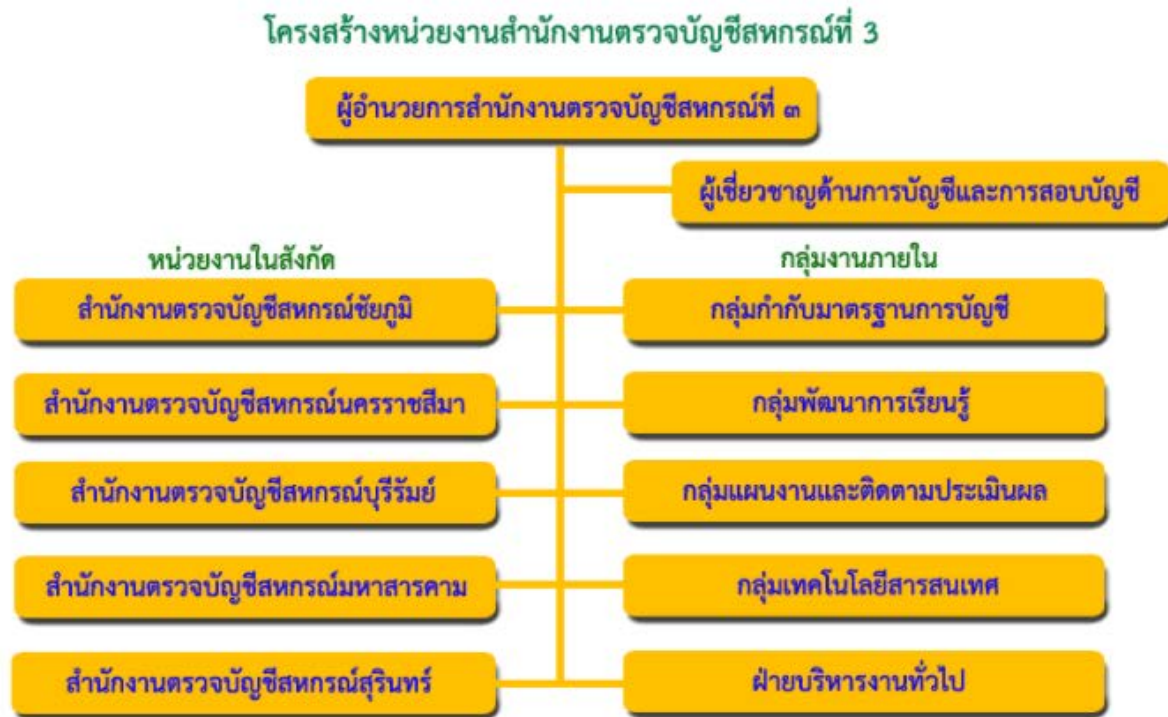 โครงสร้างหน่วยงานสำนักงานตรวจบัญชีสหกรณ์ที่ 3
ผู้อำนวยการสำนักงานตรวจบัญชีสหกรณ์ที่ ๓
ผู้เชี่ยวชาญด้านการบัญชีและการสอบบัญชี
หน่วยงานในสังกัด
สำนักงานตรวจบัญชีสหกรณ์ชัยภูมิ
สำนักงานตรวจบัญชีสหกรณ์นครราชสีมา
สำนักงานตรวจบัญชีสหกรณ์บุรีรัมย์
สำนักงานตรวจบัญชีสหกรณ์มหาสารคาม
สำนักงานตรวจบัญชีสหกรณ์สุรินทร์
กลุ่มงานภายใน
กลุ่มกำกับมาตรฐานการบัญชี
กลุ่มพัฒนาการเรียนรู้
กลุ่มแผนงานและติดตามประเมินผล
กลุ่มเทคโนโลยีสารสนเทศ
ฝ่ายบริหารงานทั่วไป